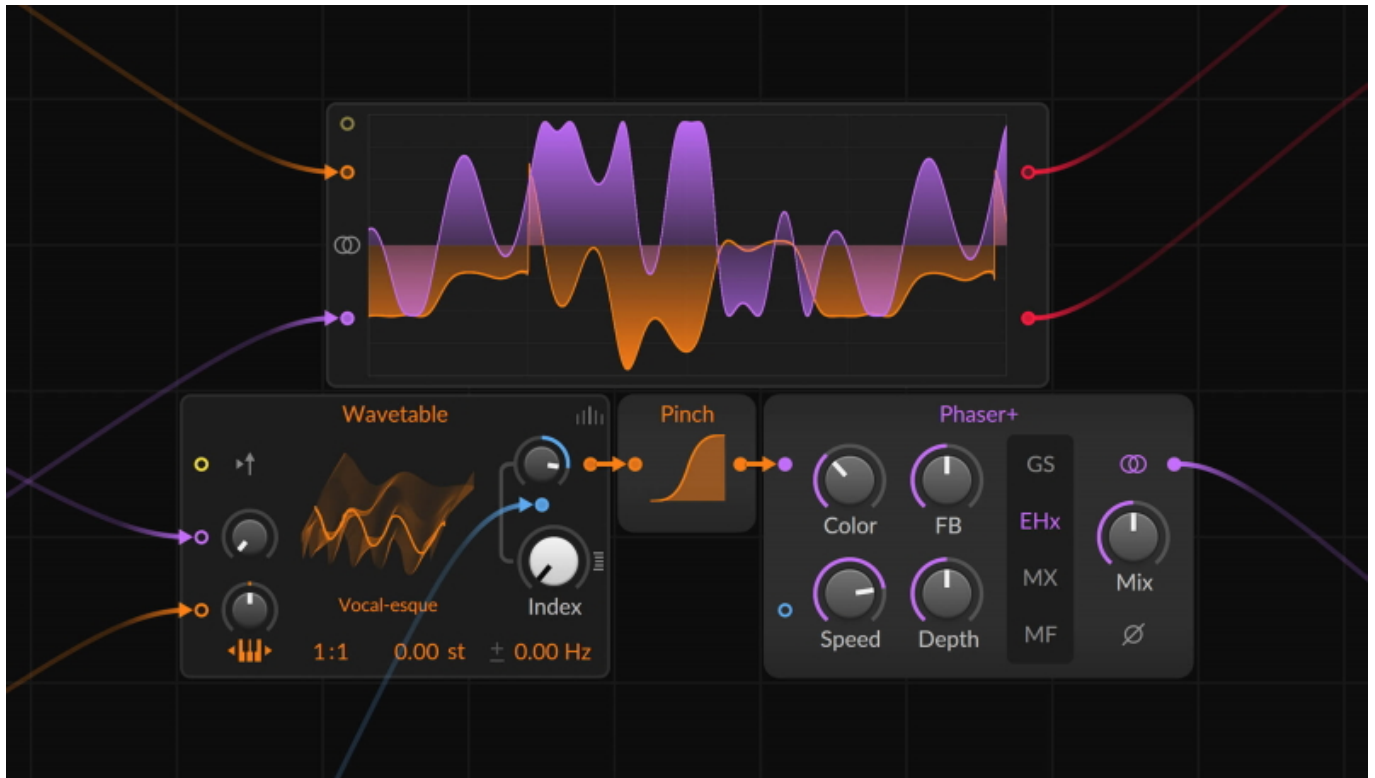 Wavetable
Pinch
Phaser+
GS
Color
FB
EHx
Vocal-esque
Index
MX
Mix
Speed
Depth
MF
1:1
0.00 st
± 0.00 Hz